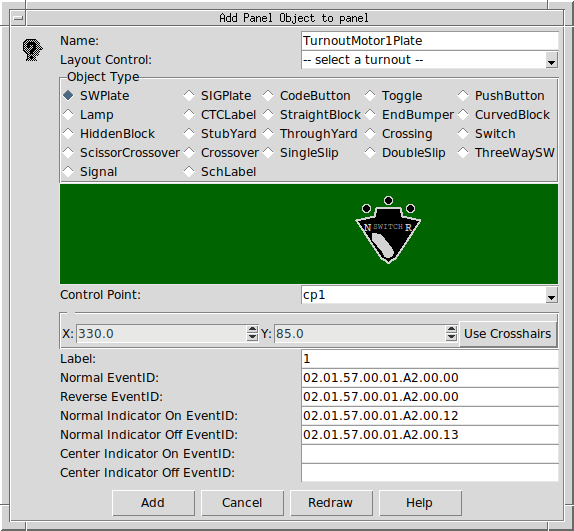 Add Panel Object to panel
Name: TurnoutMotor1Plate
Layout Control: -- select a turnout --
Object Type
SWPlate SIGPlate CodeButton Toggle PushButton
Lamp CTCLabel StraightBlock EndBumper CurvedBlock
HiddenBlock StubYard ThroughYard Crossing Switch
ScissorCrossover Crossover SingleSlip DoubleSlip ThreeWaySW
Signal SchLabel
N SWITCH R
Control Point: cp1
X: 330.0 Y: 85.0 Use Crosshairs
Label: 1
Normal EventID: 02.01.57.00.01.A2.00.00
Reverse EventID: 02.01.57.00.01.A2.00.00
Normal Indicator On EventID: 02.01.57.00.01.A2.00.12
Normal Indicator Off EventID: 02.01.57.00.01.A2.00.13
Center Indicator On EventID:
Center Indicator Off EventID:
Add Cancel Redraw Help